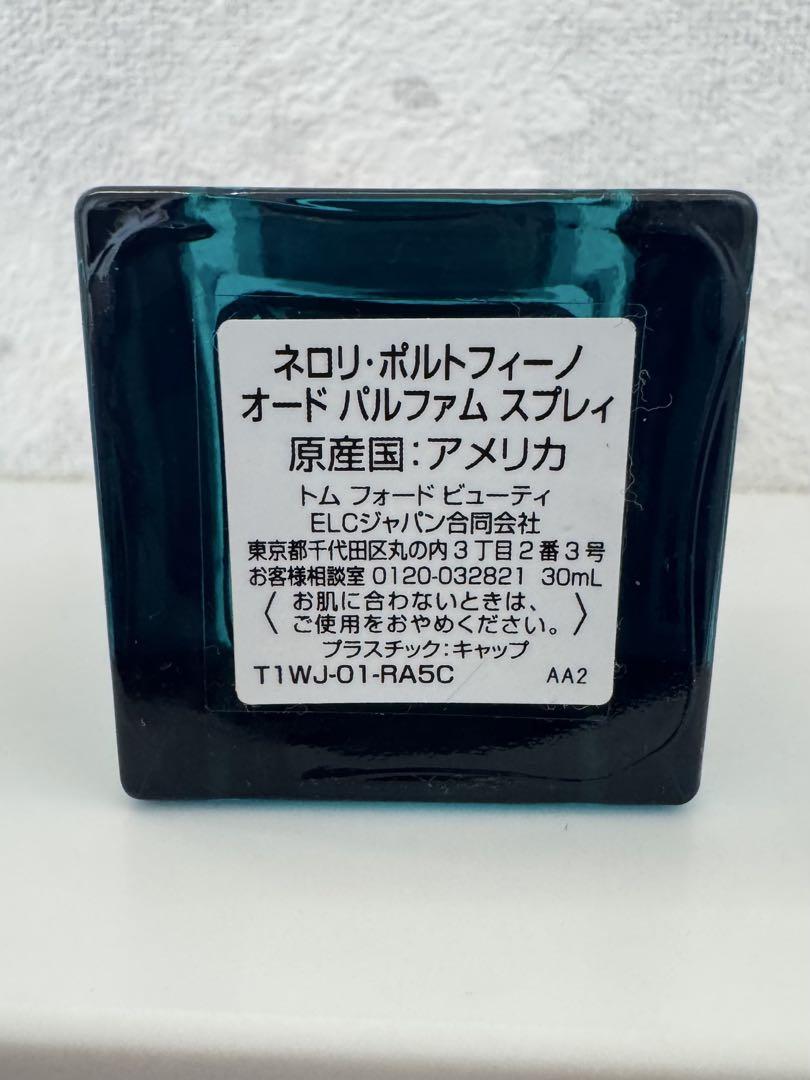 ネロリ・ポルトフィーノ
オード パルファム スプレィ
原産国：アメリカ
トム フォード ビューティ
ELCジャパン合同会社
東京都千代田区丸の内3丁目2番3号
お客様相談室 0120-032821 30mL
〈お肌に合わないときは、
ご使用をおやめください。〉
プラスチック：キャップ
T1WJ-01-RA5C AA2